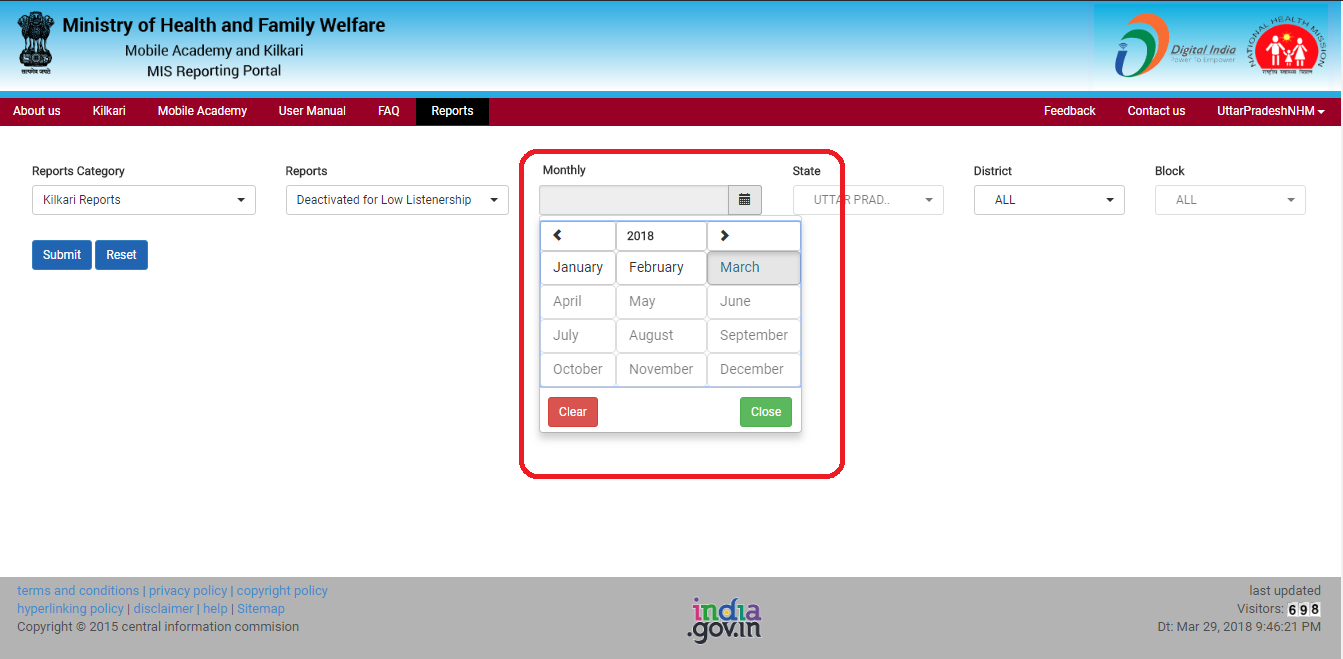 Ministry of Health and Family Welfare
Mobile Academy and Kilkari
MIS Reporting Portal
सत्यमेव जयते
Digital India
Power To Empower
NATIONAL HEALTH MISSION
राष्ट्रीय स्वास्थ्य मिशन
About us Kilkari Mobile Academy User Manual FAQ Reports Feedback Contact us UttarPradeshNHM
Reports Category Reports Monthly State District Block
Kilkari Reports Deactivated for Low Listenership UTTAR PRAD.. ALL ALL
Submit Reset
2018
January February March
April May June
July August September
October November December
Clear Close
terms and conditions | privacy policy | copyright policy
hyperlinking policy | disclaimer | help | Sitemap
Copyright © 2015 central information commision
india
.gov.in
last updated
Visitors: 698
Dt: Mar 29, 2018 9:46:21 PM